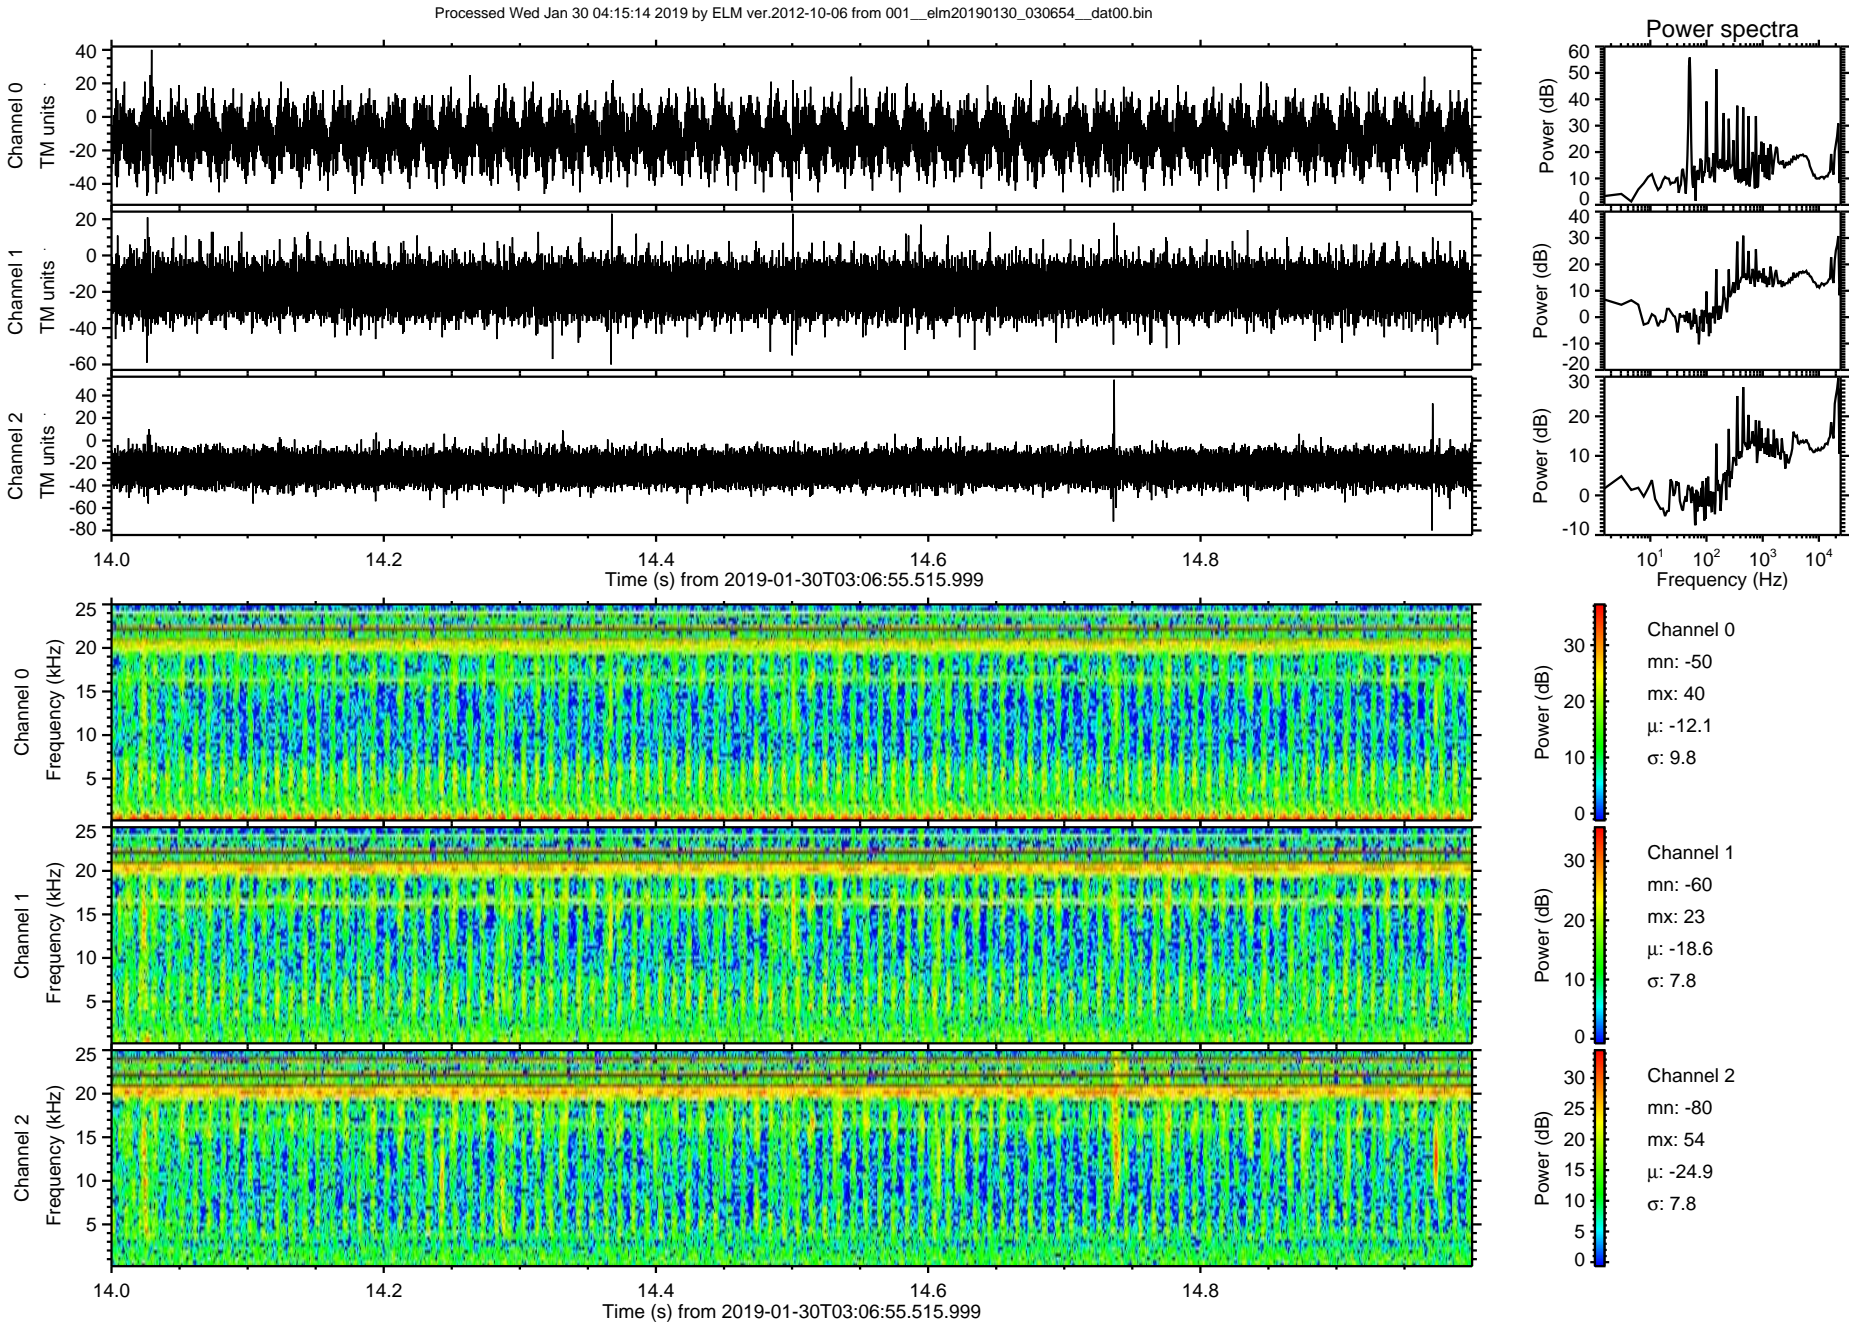 Processed Wed Jan 30 04:15:14 2019 by ELM ver.2012-10-06 from 001__elm20190130_030654__dat00.bin
Power spectra
Channel 0
TM units
40
20
0
-20
-40
Power (dB)
60
50
40
30
20
10
0
Channel 1
TM units
20
0
-20
-40
-60
Power (dB)
40
30
20
10
0
-10
-20
Channel 2
TM units
40
20
0
-20
-40
-60
-80
Power (dB)
30
20
10
0
-10
14.0 14.2 14.4 14.6 14.8
Time (s) from 2019-01-30T03:06:55.515.999
10^1 10^2 10^3 10^4
Frequency (Hz)
Channel 0
Frequency (kHz)
25
20
15
10
5
Power (dB)
30
20
10
0
Channel 0
mn: -50
mx: 40
μ: -12.1
σ: 9.8
Channel 1
Frequency (kHz)
25
20
15
10
5
Power (dB)
30
20
10
0
Channel 1
mn: -60
mx: 23
μ: -18.6
σ: 7.8
Channel 2
Frequency (kHz)
25
20
15
10
5
Power (dB)
30
25
20
15
10
5
0
Channel 2
mn: -80
mx: 54
μ: -24.9
σ: 7.8
14.0 14.2 14.4 14.6 14.8
Time (s) from 2019-01-30T03:06:55.515.999